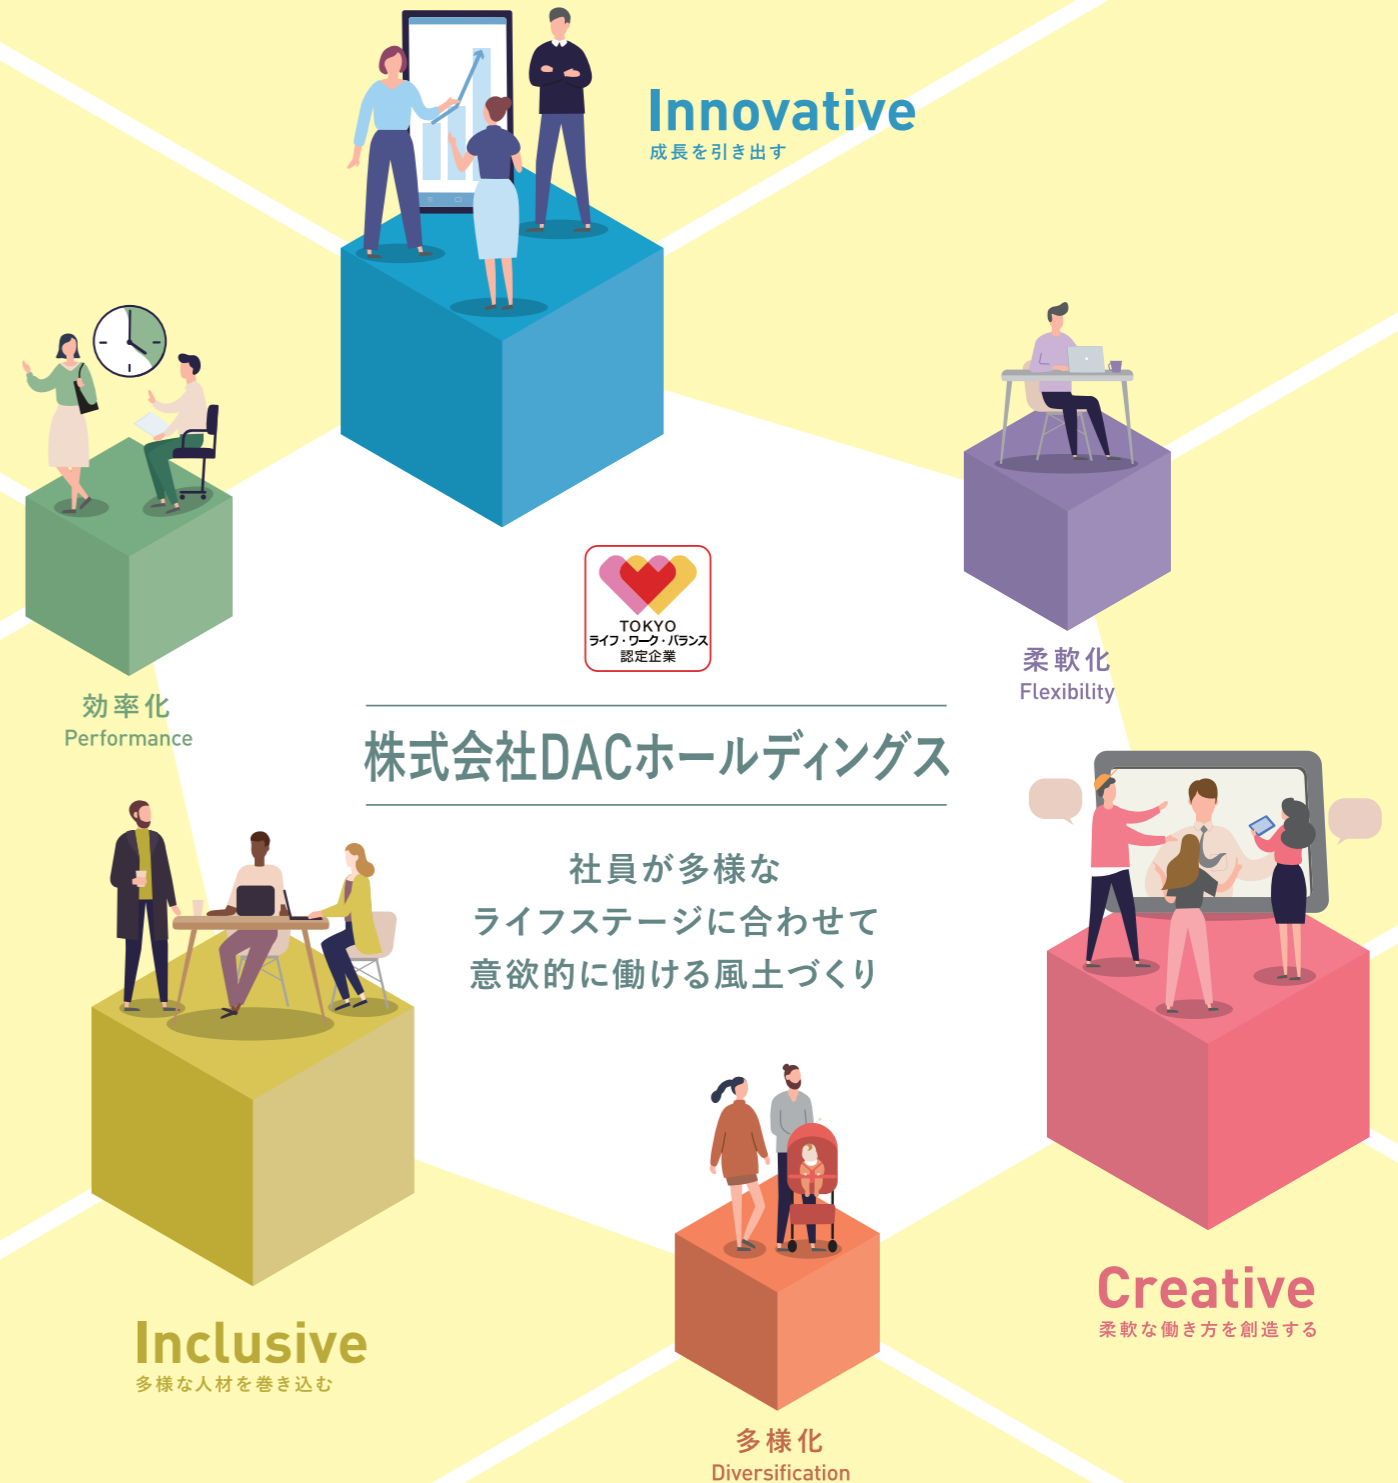 Innovative
成長を引き出す
効率化
Performance
柔軟化
Flexibility
TOKYO
ライフ・ワーク・バランス
認定企業
株式会社DACホールディングス
社員が多様な
ライフステージに合わせて
意欲的に働ける風土づくり
Inclusive
多様な人材を巻き込む
Creative
柔軟な働き方を創造する
多様化
Diversification